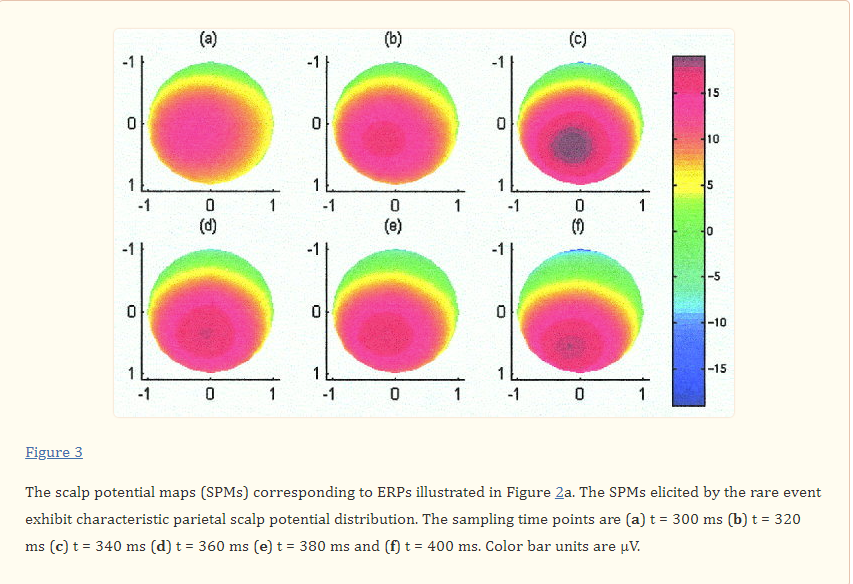 (a) (b) (c)
-1 -1 -1
15
0 0 0
10
5
1 1 1
-1 0 1 -1 0 1 -1 0 1
0
(d) (e) (f)
-1 -1 -1
-5
0 0 0
-10
-15
1 1 1
-1 0 1 -1 0 1 -1 0 1
Figure 3
The scalp potential maps (SPMs) corresponding to ERPs illustrated in Figure 2a. The SPMs elicited by the rare event
exhibit characteristic parietal scalp potential distribution. The sampling time points are (a) t = 300 ms (b) t = 320
ms (c) t = 340 ms (d) t = 360 ms (e) t = 380 ms and (f) t = 400 ms. Color bar units are μV.